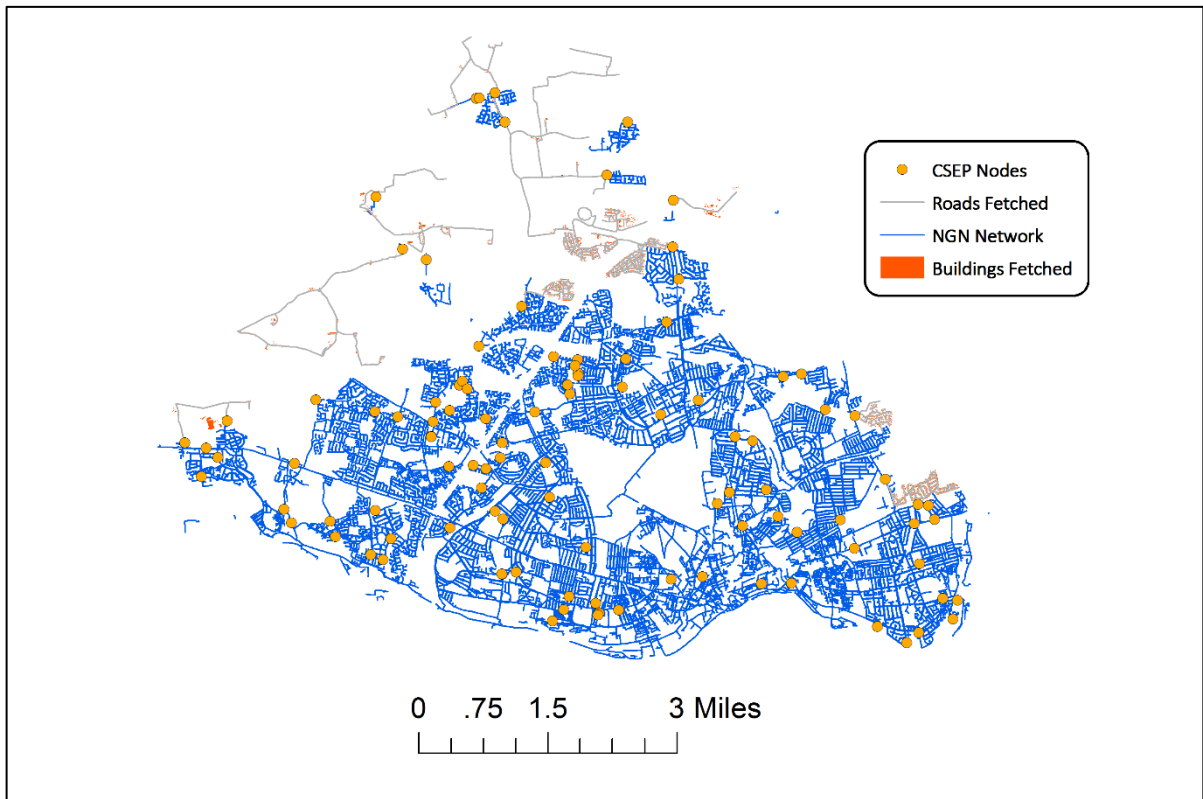 CSEP Nodes
Roads Fetched
NGN Network
Buildings Fetched
0 .75 1.5 3 Miles